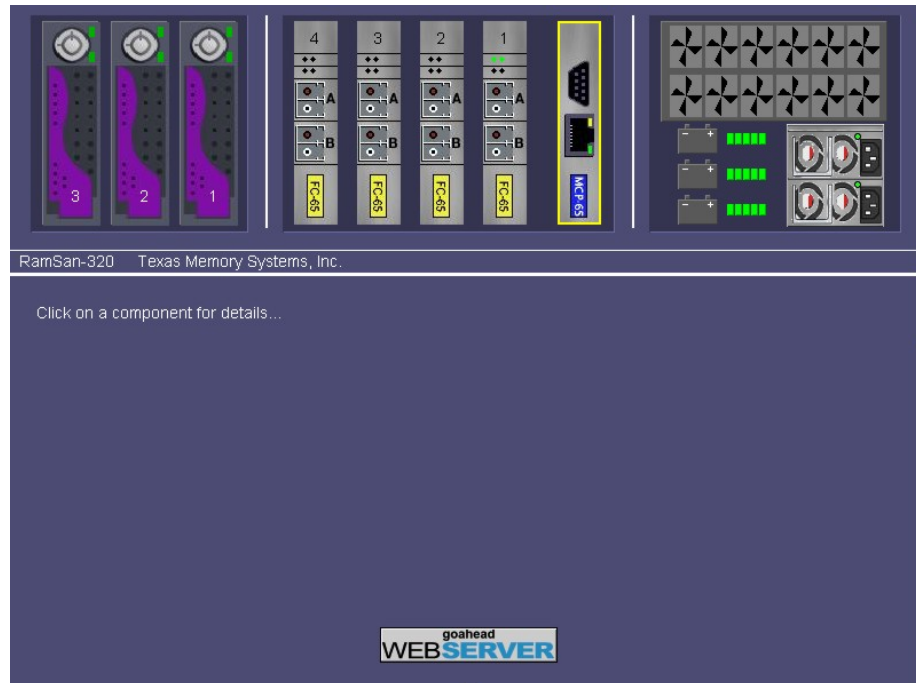 3
2
1
4
3
2
1
A
A
A
A
B
B
B
B
FC-65
FC-65
FC-65
FC-65
MCP-65
RamSan-320 Texas Memory Systems, Inc.
Click on a component for details...
goahead
WEBSERVER